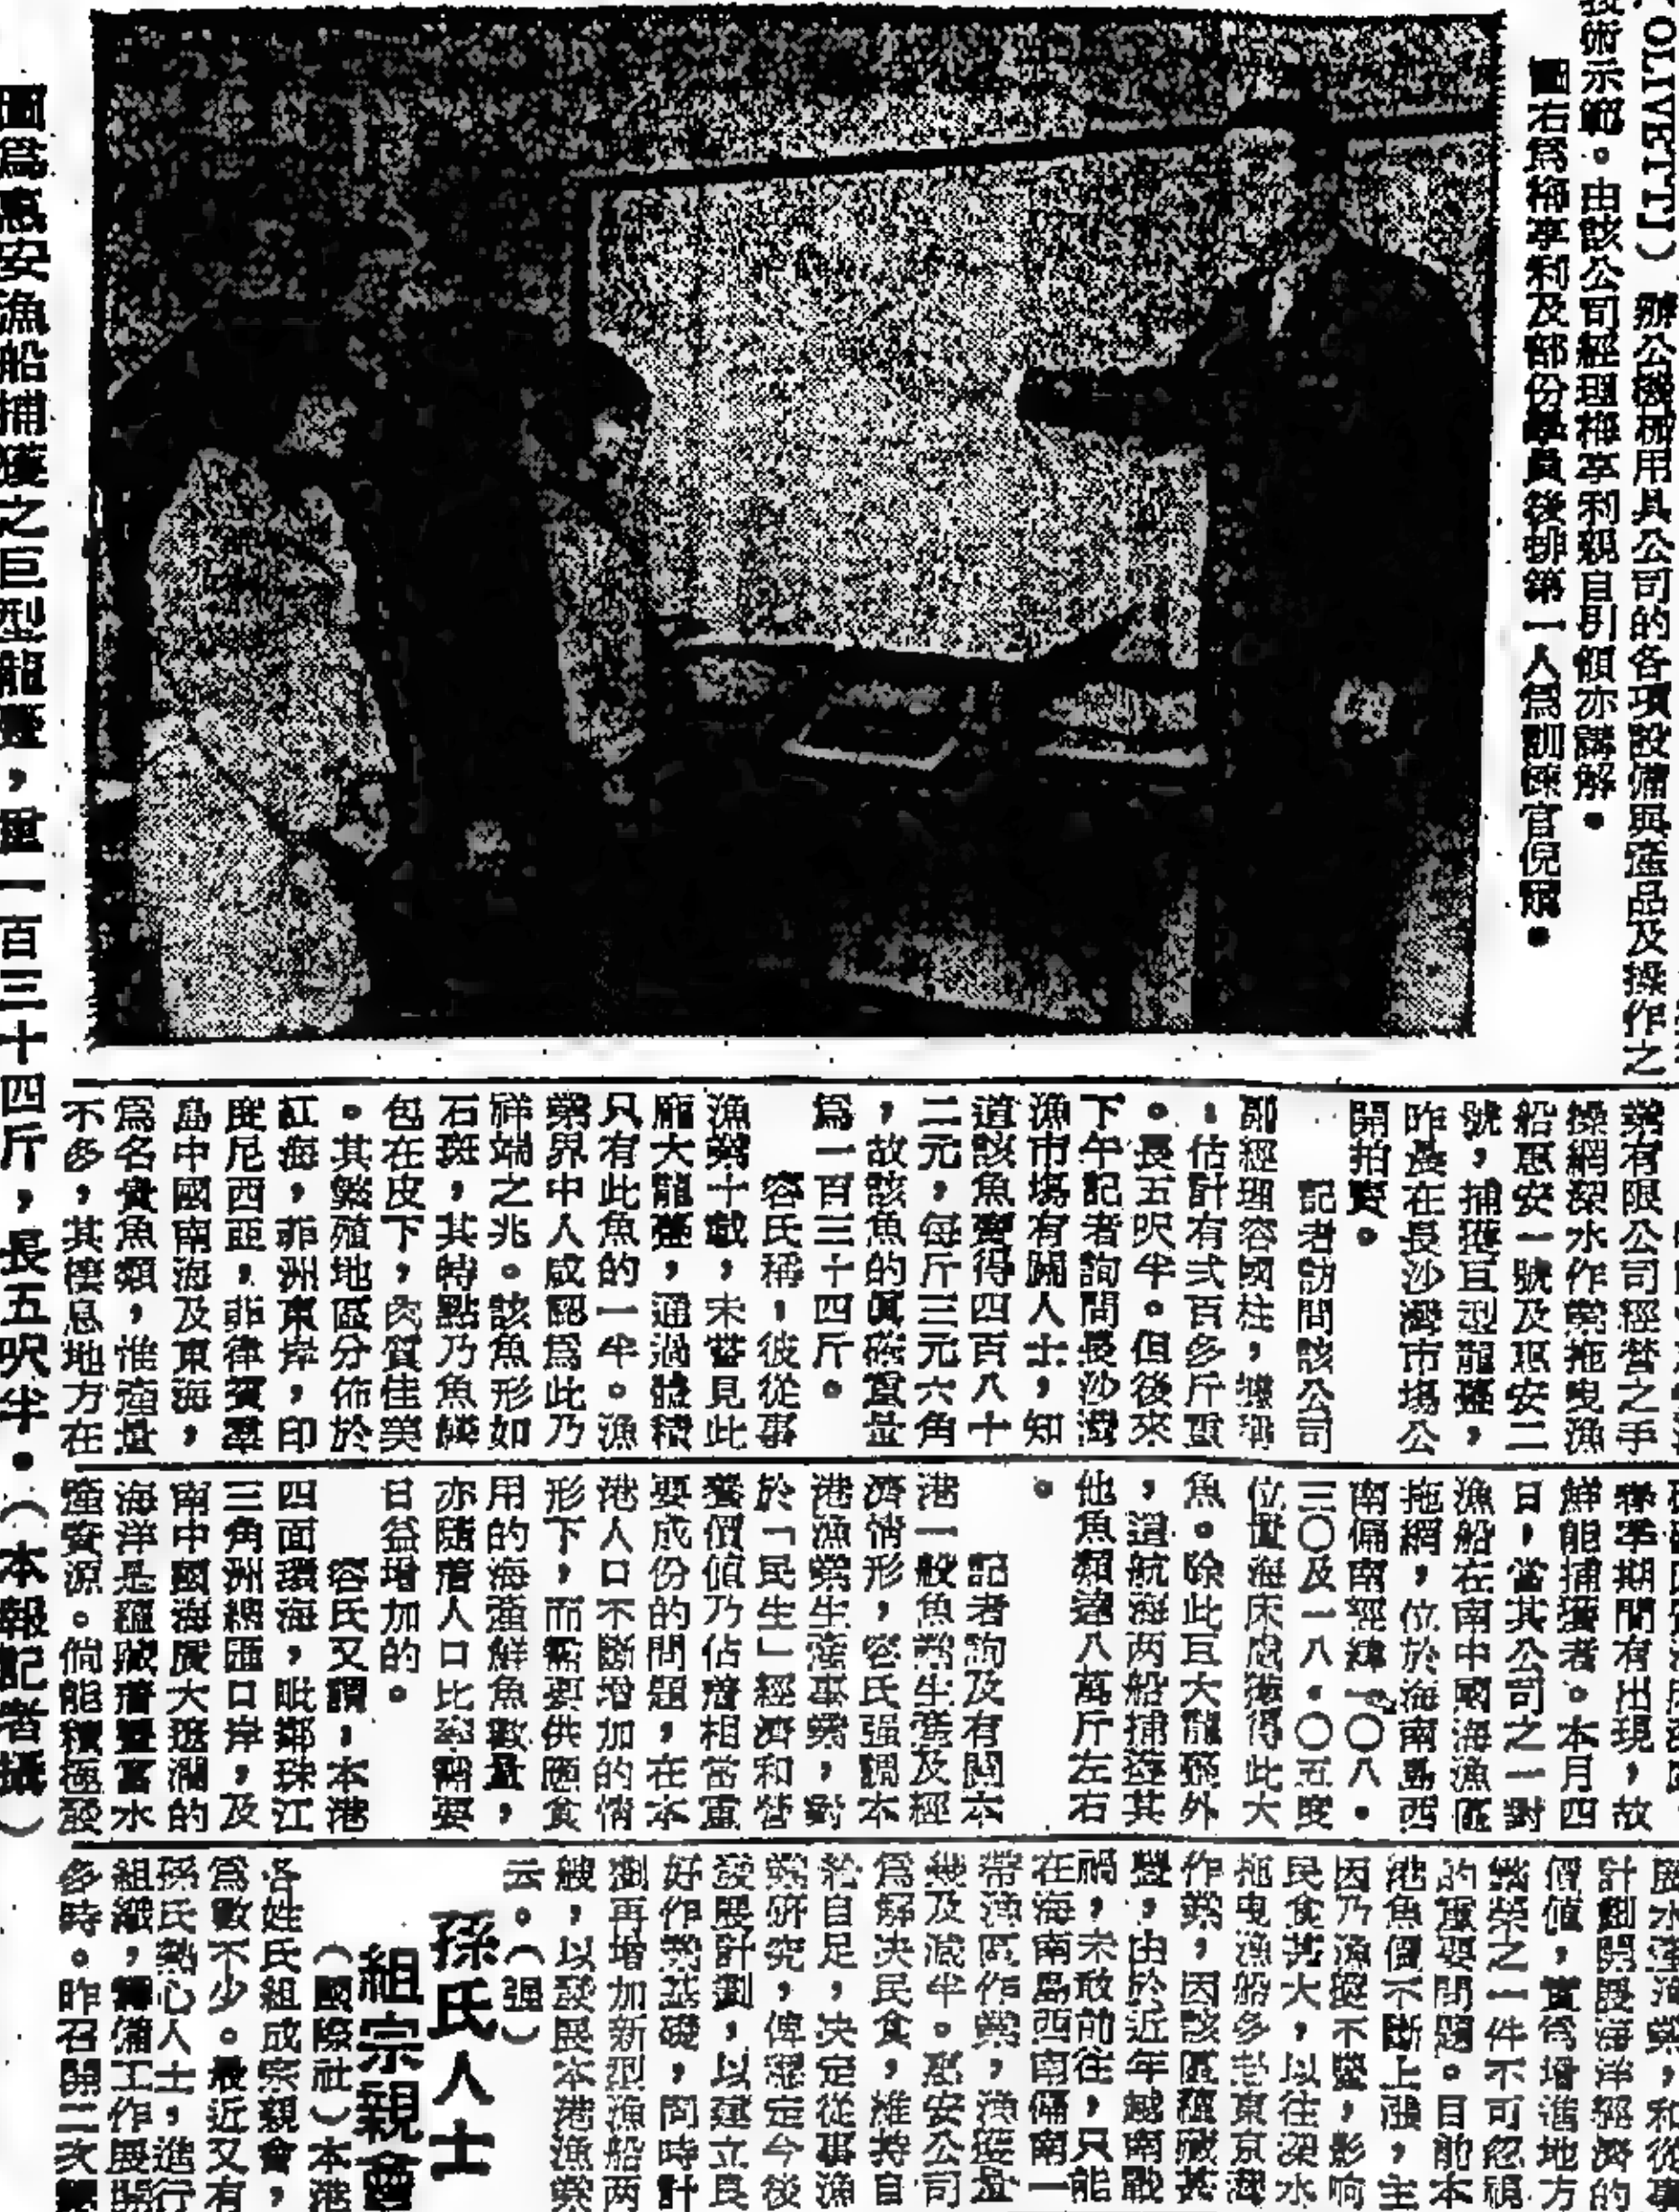 (OLIVETTI）辦公機械用具公司的各項設備與產品及操作之
技術示範。由該公司經理梅享利親自率領亦講解。
圖右為梅享利及部份學員後排第一人為訓練官倪
圖為惠安漁船捕獲之巨型龍躉，重一百三十四斤，長五呎半。（本報記者攝）
業有限公司經營之手
操網深水作業拖曳漁
船惠安一號及惠安二
號，捕獲巨型龍躉，
昨晨在長沙灣市場公
開拍賣。
記者訪問該公司
鄺經理容國柱，據稱
：估計有弍百多斤重
。長五呎半。但後來
下午記者詢問長沙灣
漁市場有關人士，知
道該魚賣得四百八十
二元，每斤三元六角
，故該魚的真確重量
為一百三十四斤。
容氏稱，彼從事
漁業十載，未嘗見此
龐大龍躉，通過體積
只有此魚的一半。漁
業界中人咸認為此乃
祥端之兆。該魚形如
石斑，其特點乃魚鱗
包在皮下，肉質佳美
。其繁殖地區分佈於
紅海，非洲東岸，印
度尼西亞，菲律賓羣
島中國南海及東海，
為名貴魚類，惟產量
不多，其棲息地方在
春季期間有出現，故
鮮能捕獲者。本月四
日，當其公司之一對
漁船在南中國海漁區
拖網，位於海南島西
南偏南經緯一〇八·
三〇及一八·〇五度
位置海床處獲得此大
魚。除此巨大龍躉外
，這航海两船捕獲其
他魚類達八萬斤左右
。
記者詢及有關本
港一般魚業生產及經
濟情形，容氏强調本
港漁業生產事業，對
於「民生」經濟和營
養價值乃佔着相當重
要成份的問題，在本
港人口不斷增加的情
形下，而需要供應食
用的海產鮮魚數量，
亦隨着人口比率需要
日益增加的。
容氏又謂，本港
四面環海，毗鄰珠江
三角洲總匯口岸，及
南中國海廣大遼濶的
海洋是蘊藏着豐富水
產資源。倘能積極發
計劃開發海洋經濟的
價值，實為增進地方
繁榮之一件不可忽視
的重要問題。目前本
港魚價不斷上漲，主
因乃漁獲不豐，影响
民食甚大，以往深水
拖曳漁船多赴東京灣
作業，因該區蘊藏甚
豐，由於近年越南戰
禍，未敢前往，只能
在海南島西南偏南一
帶漁區作業，漁獲量
幾及減半。惠安公司
為解决民食，維持自
給自足，决定從事漁
業研究，俾釐定今後
發展計劃，以建立良
好作業基礎，同時計
劃再增加新型漁船两
艘，以發展本港漁業
云。（強）
孫氏人士
組宗親會
（國際社）本港
各姓氏組成宗親會，
為數不少。最近又有
孫氏熱心人士，進行
組織，籌備工作展開
多時。昨召開二次